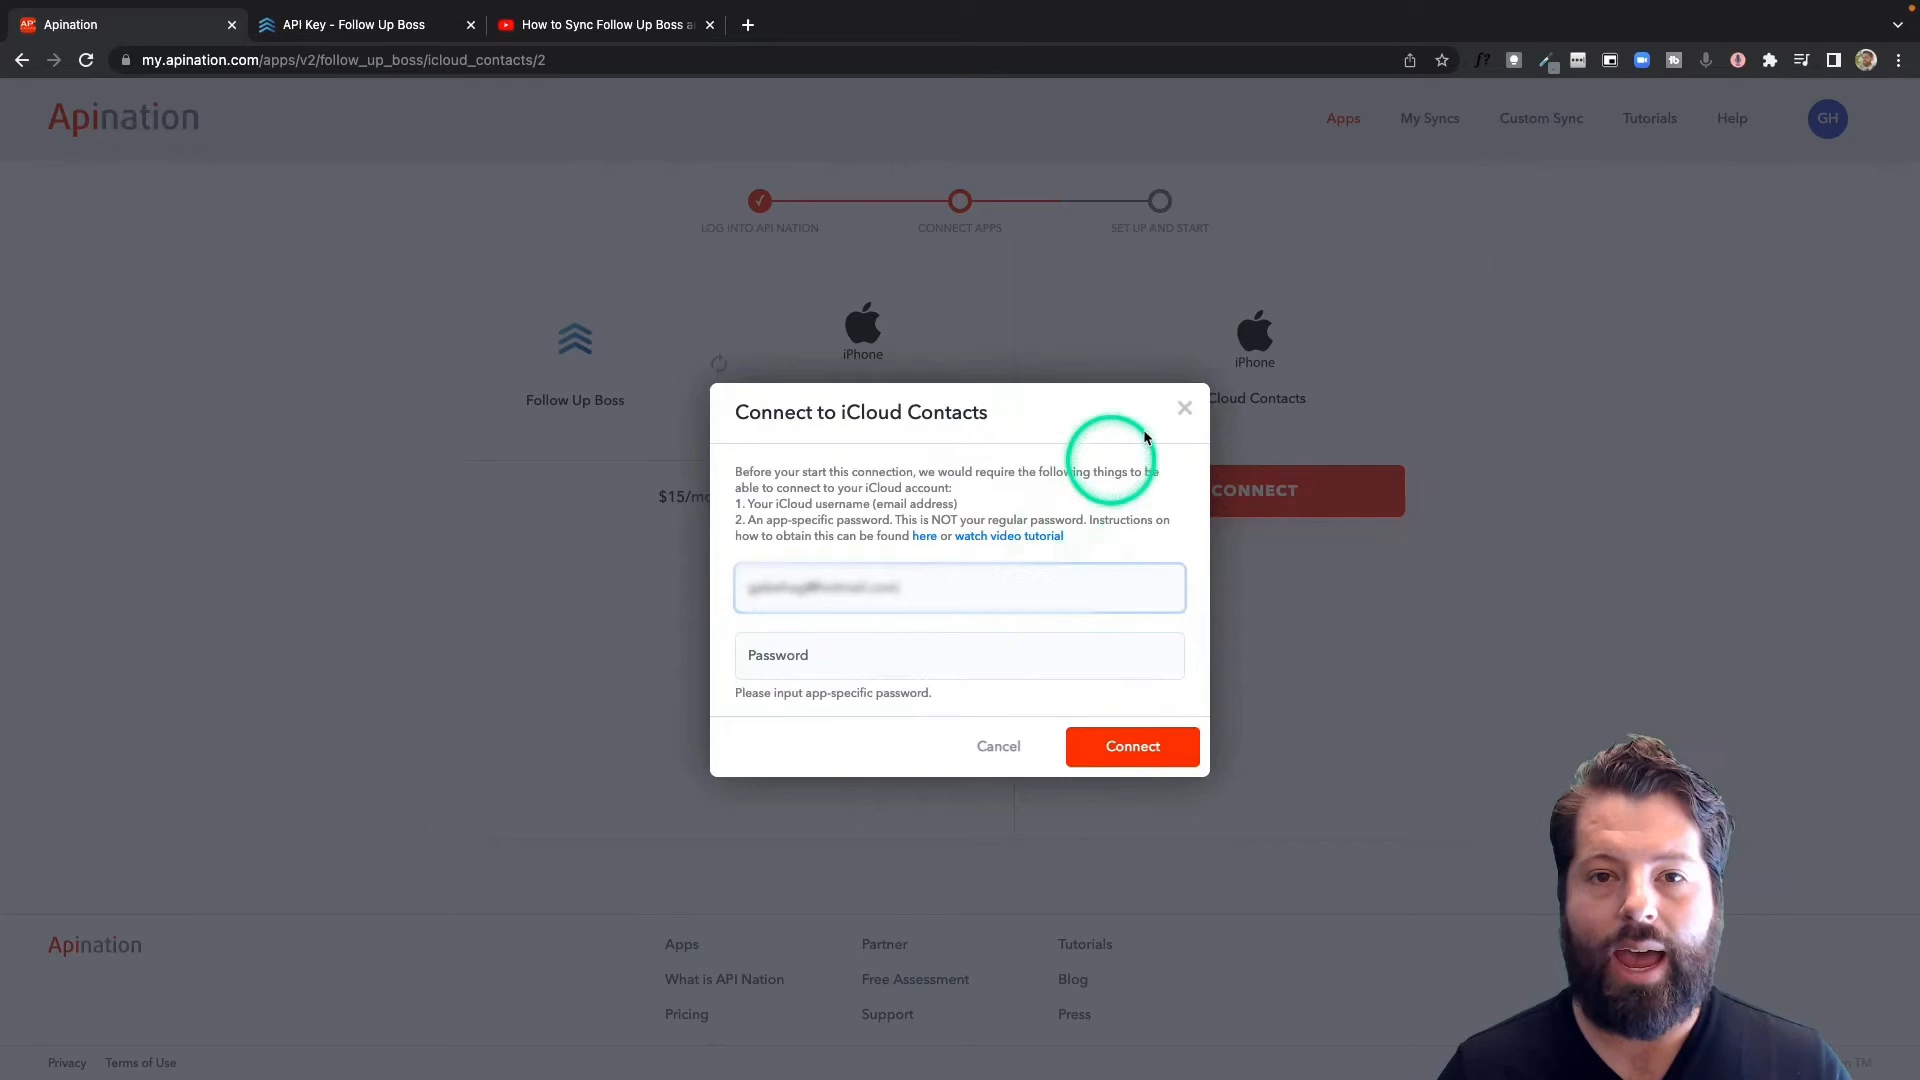 Apination
API Key - Follow Up Boss
How to Sync Follow Up Boss a
my.apination.com/apps/v2/follow_up_boss/icloud_contacts/2
Apination
Apps
My Syncs
Custom Sync
Tutorials
Help
GH
LOG INTO API NATION
CONNECT APPS
SET UP AND START
iPhone
iPhone
Follow Up Boss
Cloud Contacts
$15/mo
CONNECT
Connect to iCloud Contacts
Before your start this connection, we would require the following things to be
able to connect to your iCloud account:
1. Your iCloud username (email address)
2. An app-specific password. This is NOT your regular password. Instructions on
how to obtain this can be found here or watch video tutorial
Password
Please input app-specific password.
Cancel
Connect
Apination
Apps
Partner
Tutorials
What is API Nation
Free Assessment
Blog
Pricing
Support
Press
Privacy
Terms of Use
TM